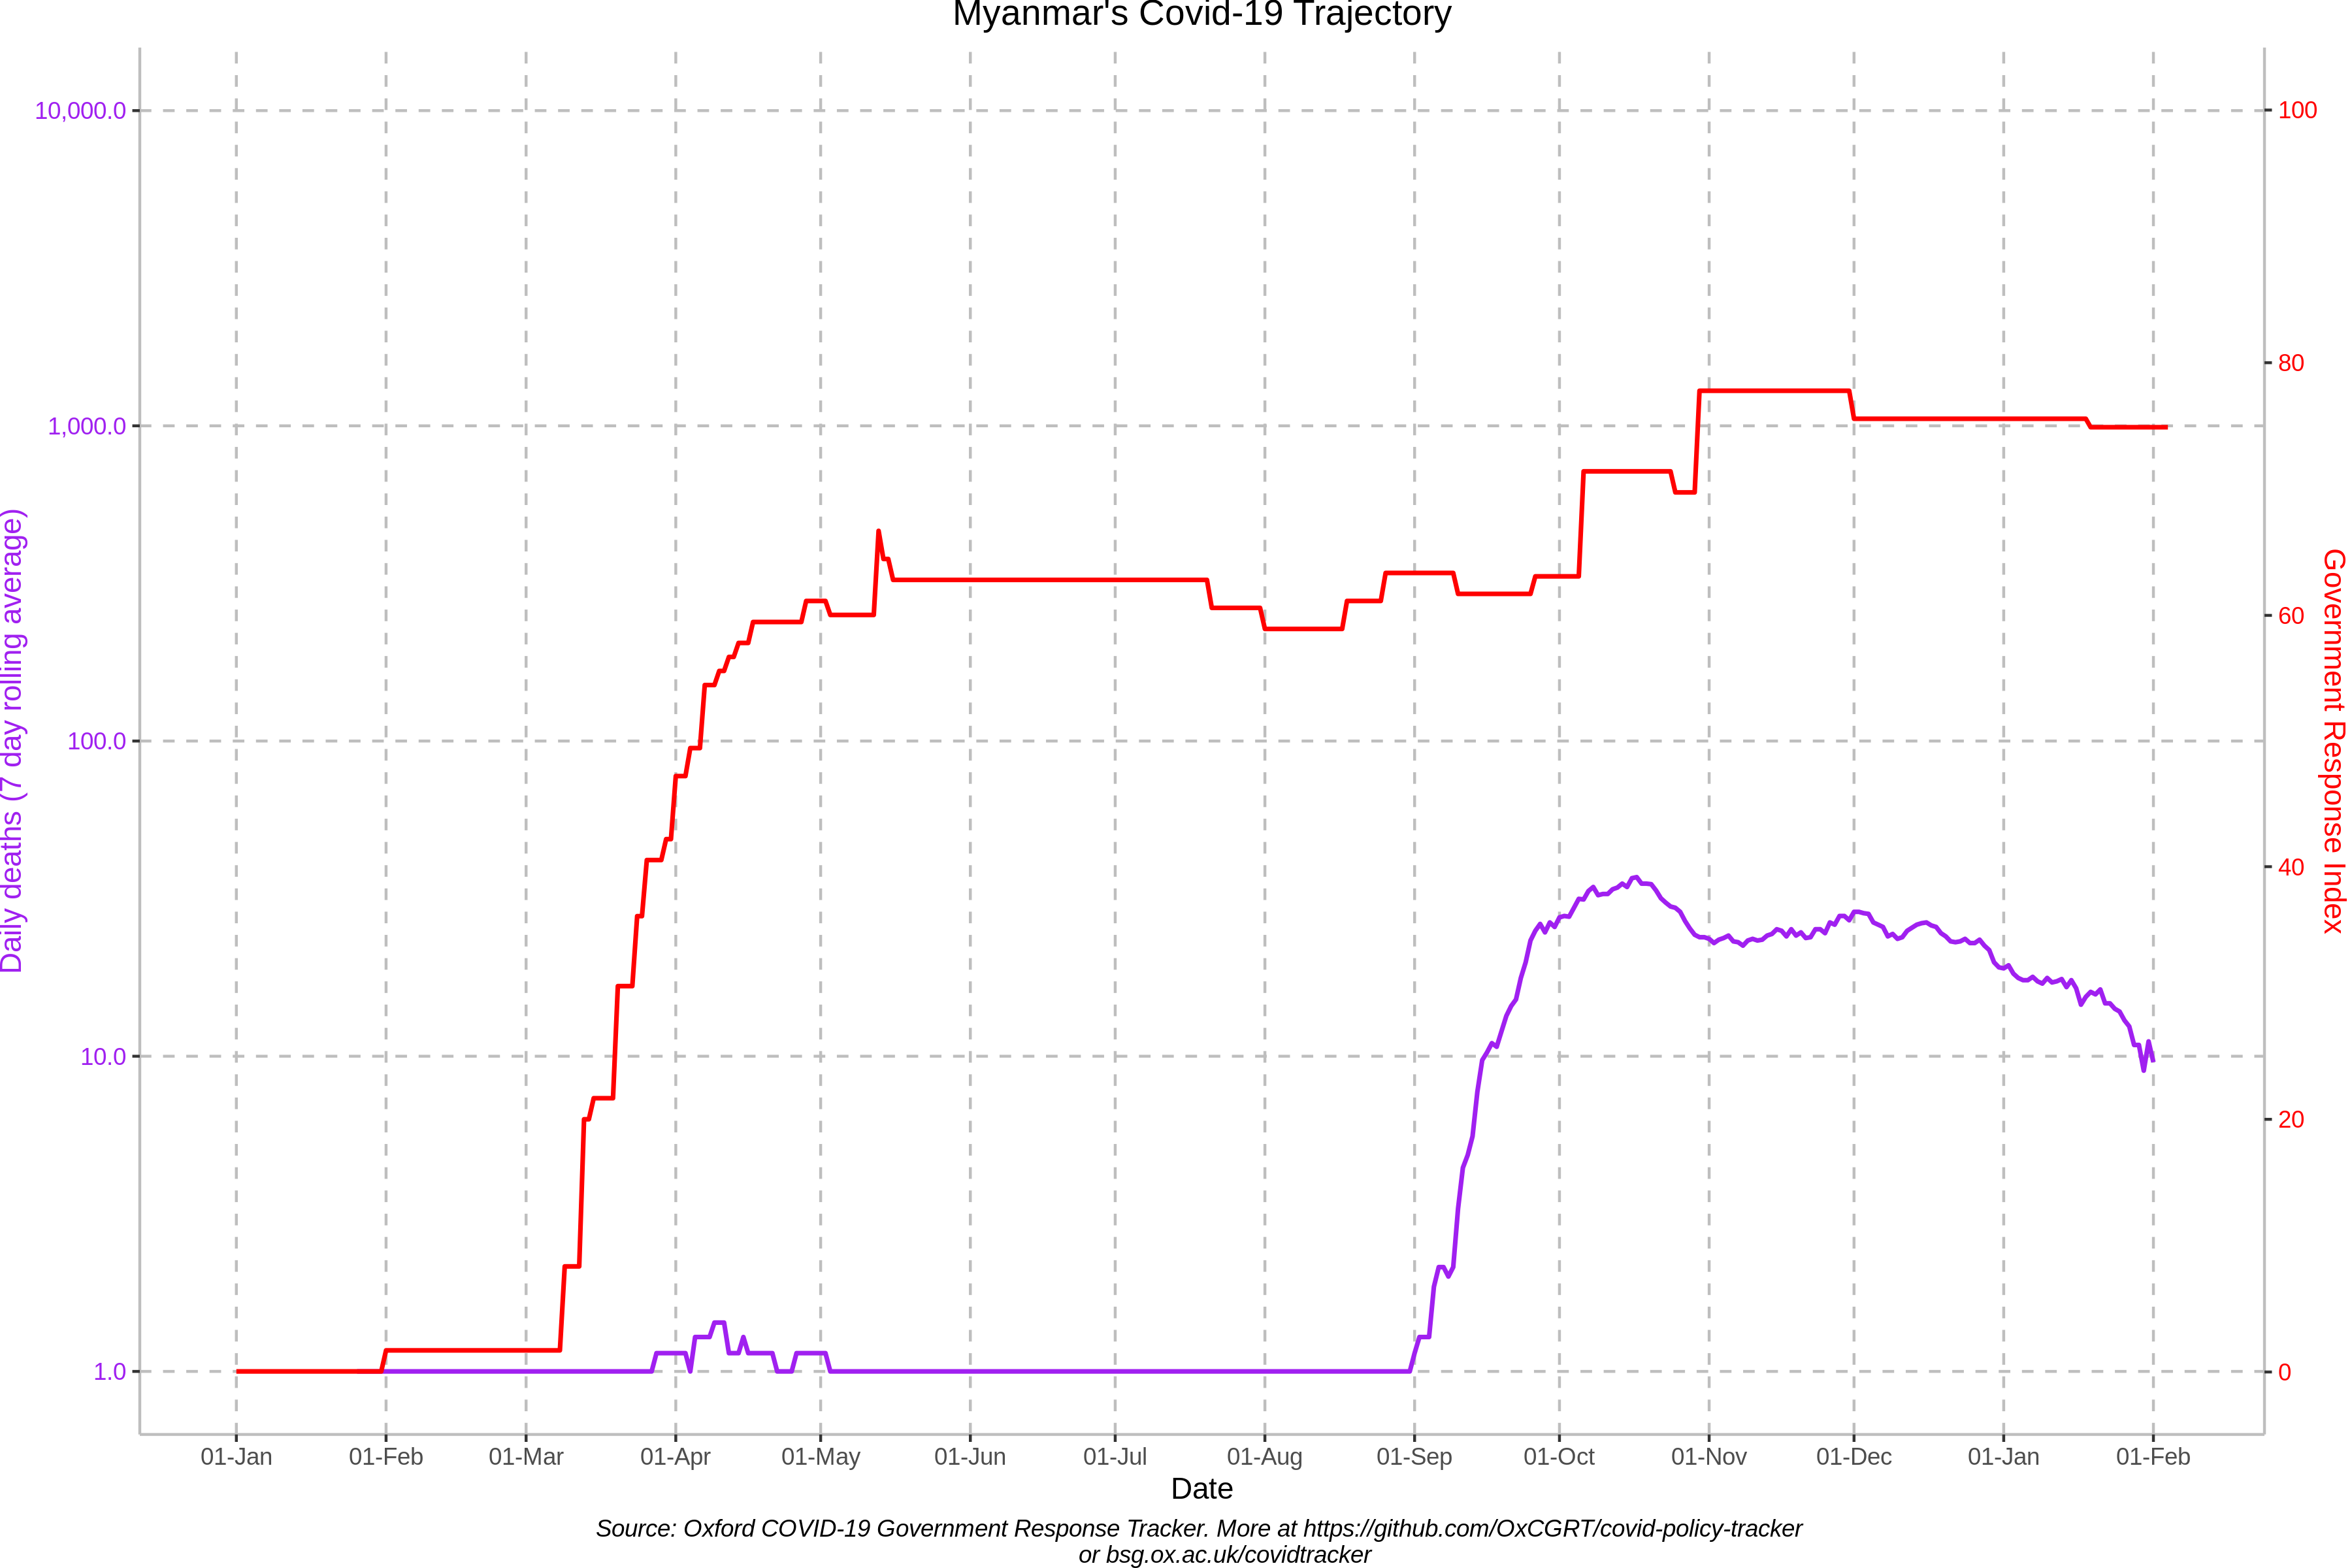 Myanmar's Covid-19 Trajectory
10,000.0
1,000.0
100.0
10.0
1.0
Daily deaths (7 day rolling average)
100
80
60
40
20
0
Government Response Index
01-Jan 01-Feb 01-Mar 01-Apr 01-May 01-Jun 01-Jul 01-Aug 01-Sep 01-Oct 01-Nov 01-Dec 01-Jan 01-Feb
Date
Source: Oxford COVID-19 Government Response Tracker. More at https://github.com/OxCGRT/covid-policy-tracker
or bsg.ox.ac.uk/covidtracker